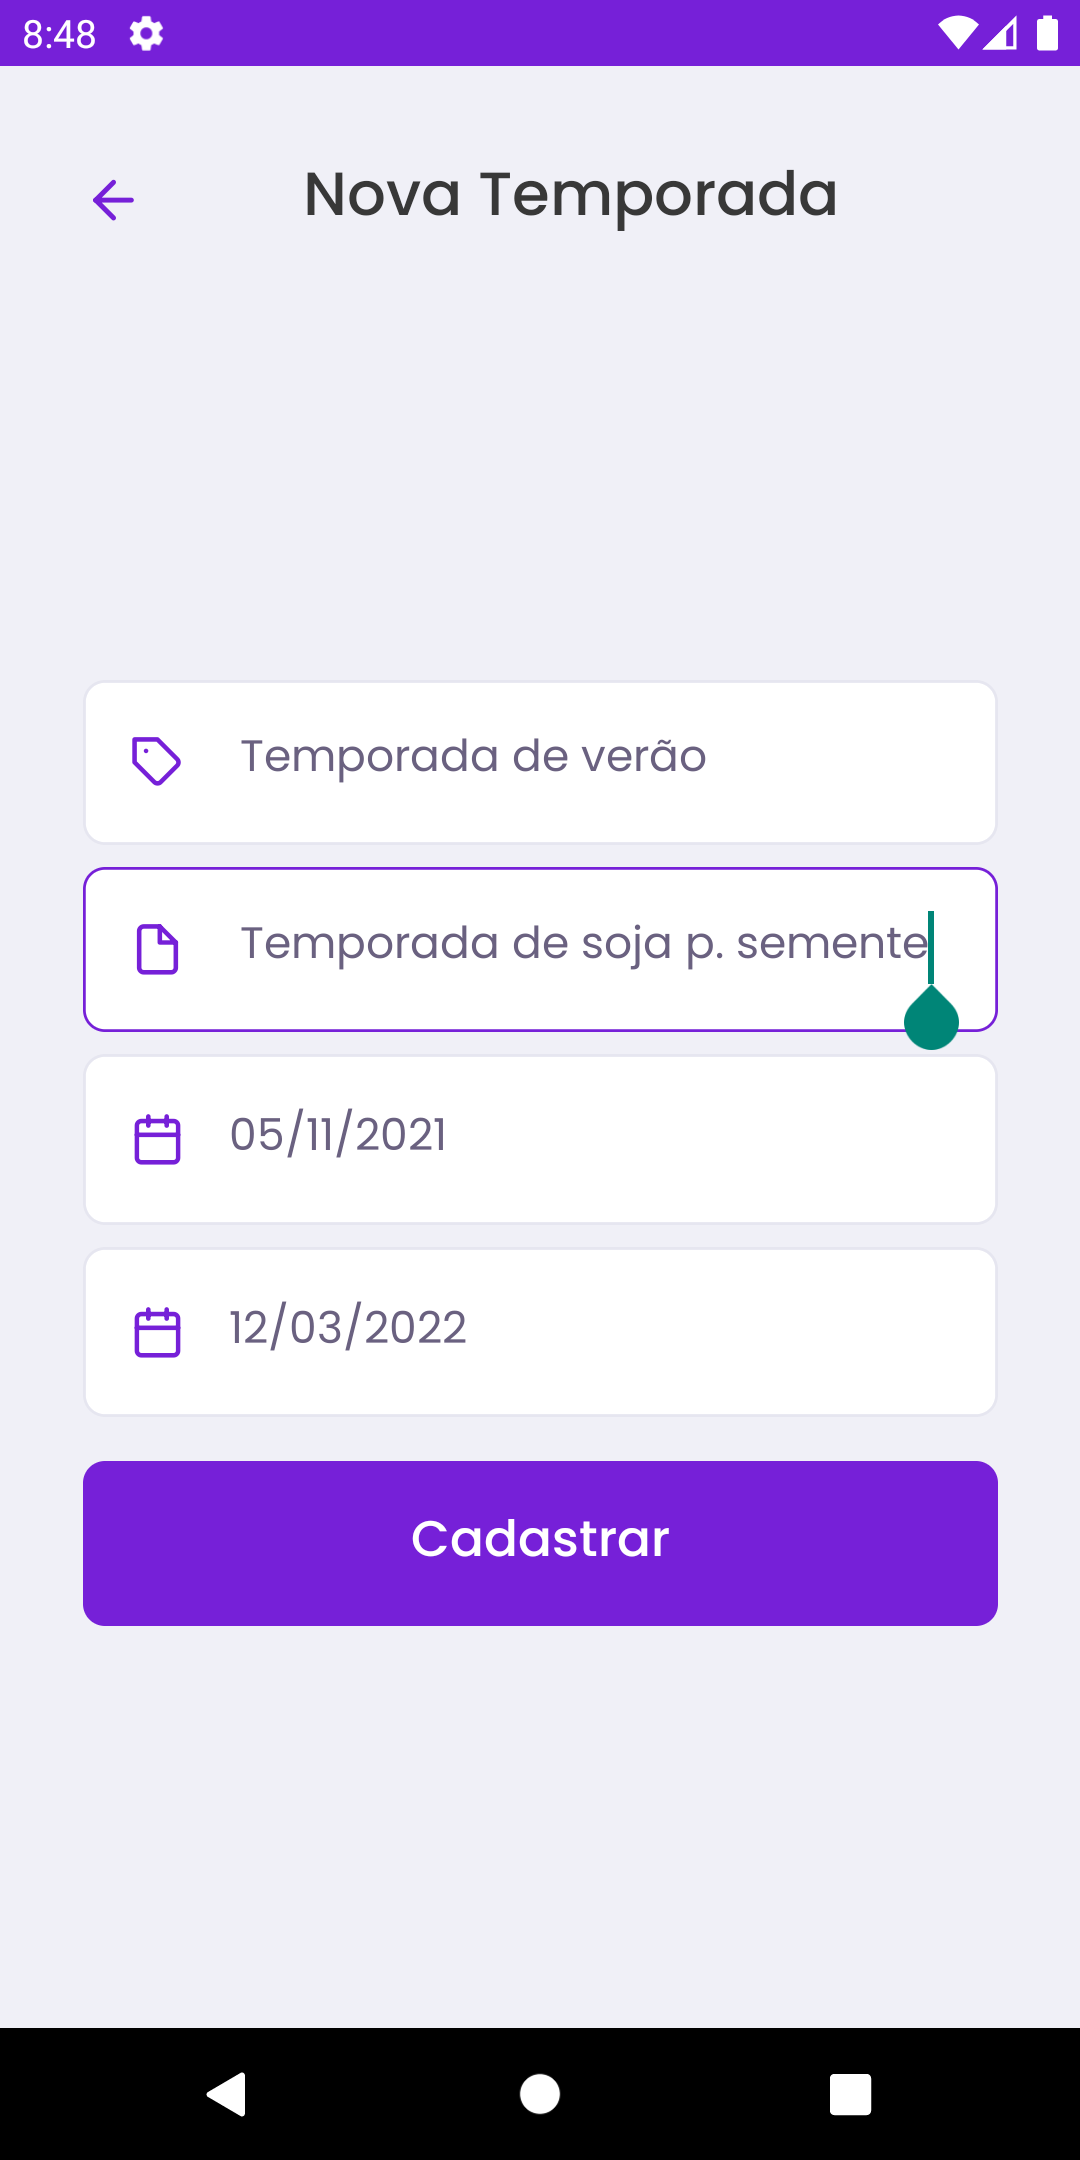 8:48
Nova Temporada
Temporada de verão
Temporada de soja p. semente
05/11/2021
12/03/2022
Cadastrar